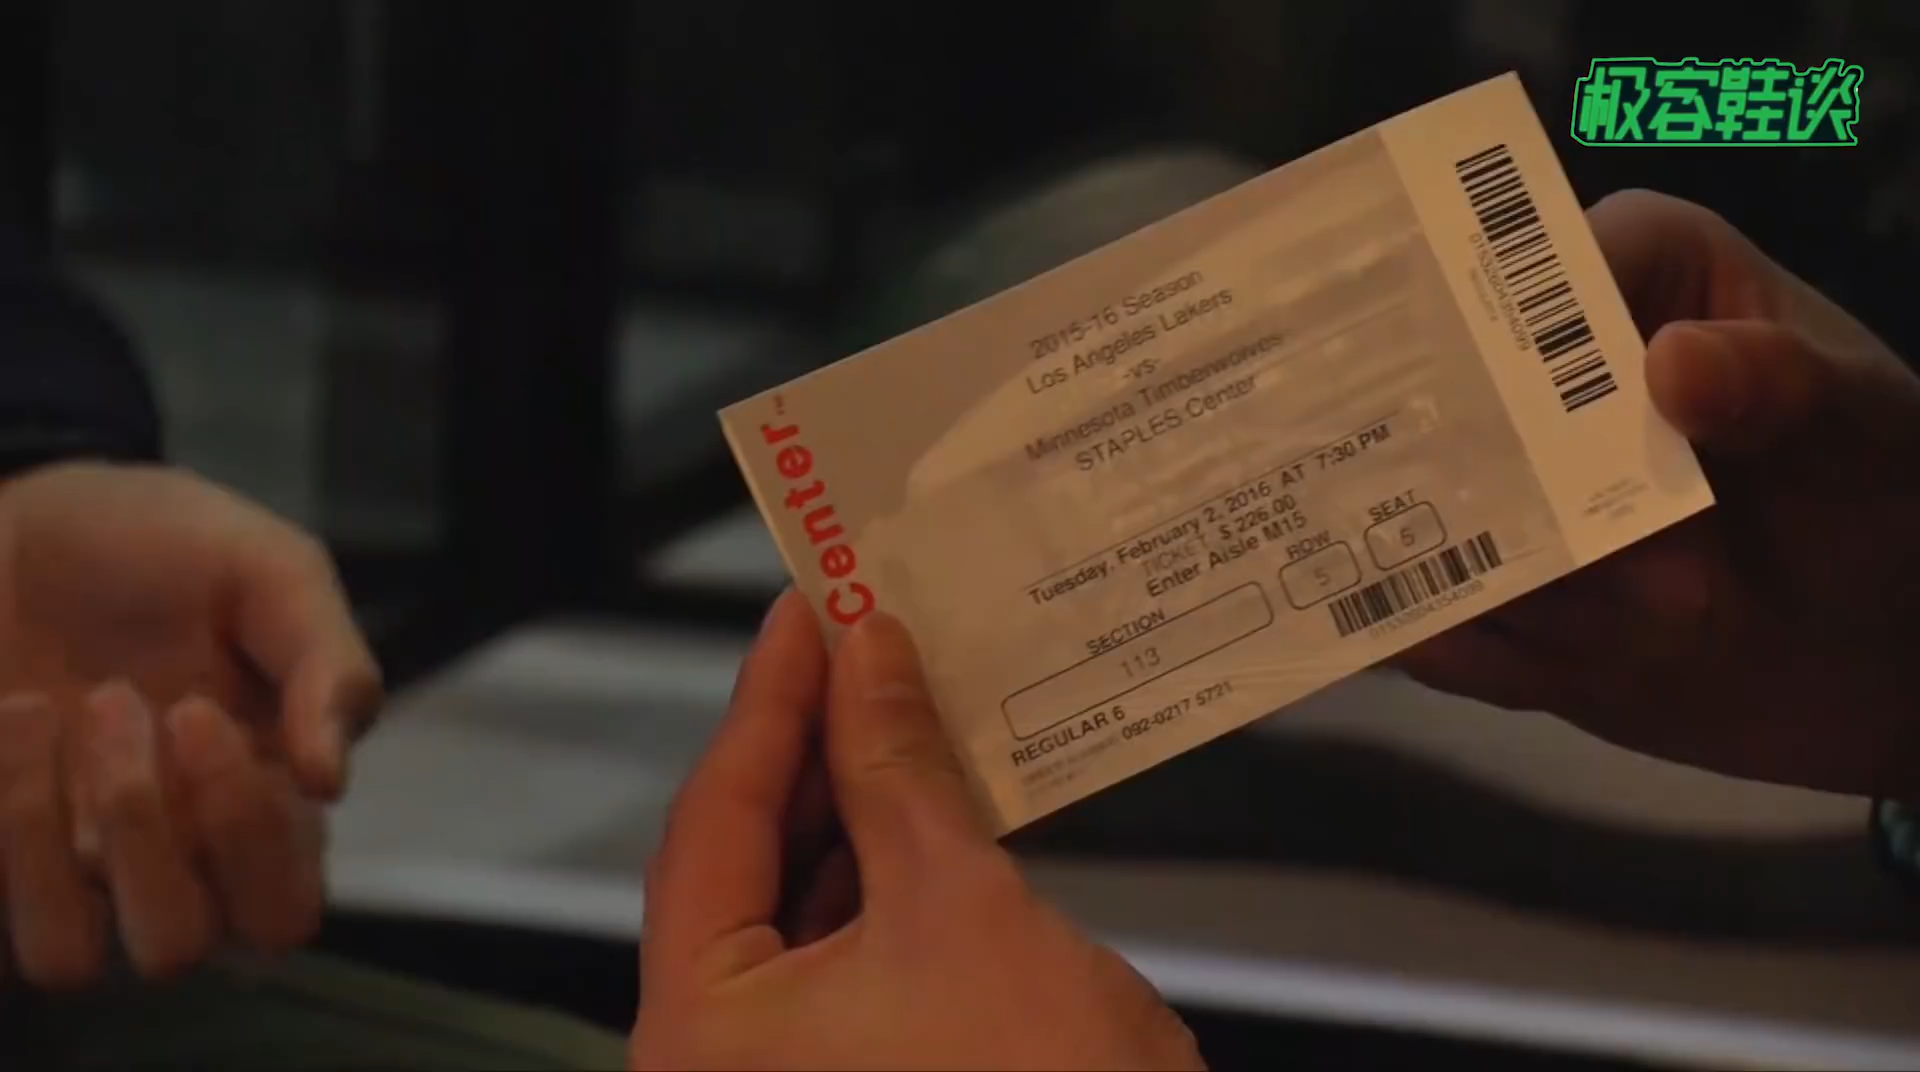 极客鞋谈
2015-16 Season
Los Angeles Lakers
-vs-
Minnesota Timberwolves
STAPLES Center
Tuesday, February 2, 2016 AT 7:30 PM
TICKET $ 226.00
Enter Aisle M15
SECTION
ROW
SEAT
113
5
REGULAR 6
092-0217 5721
Center™